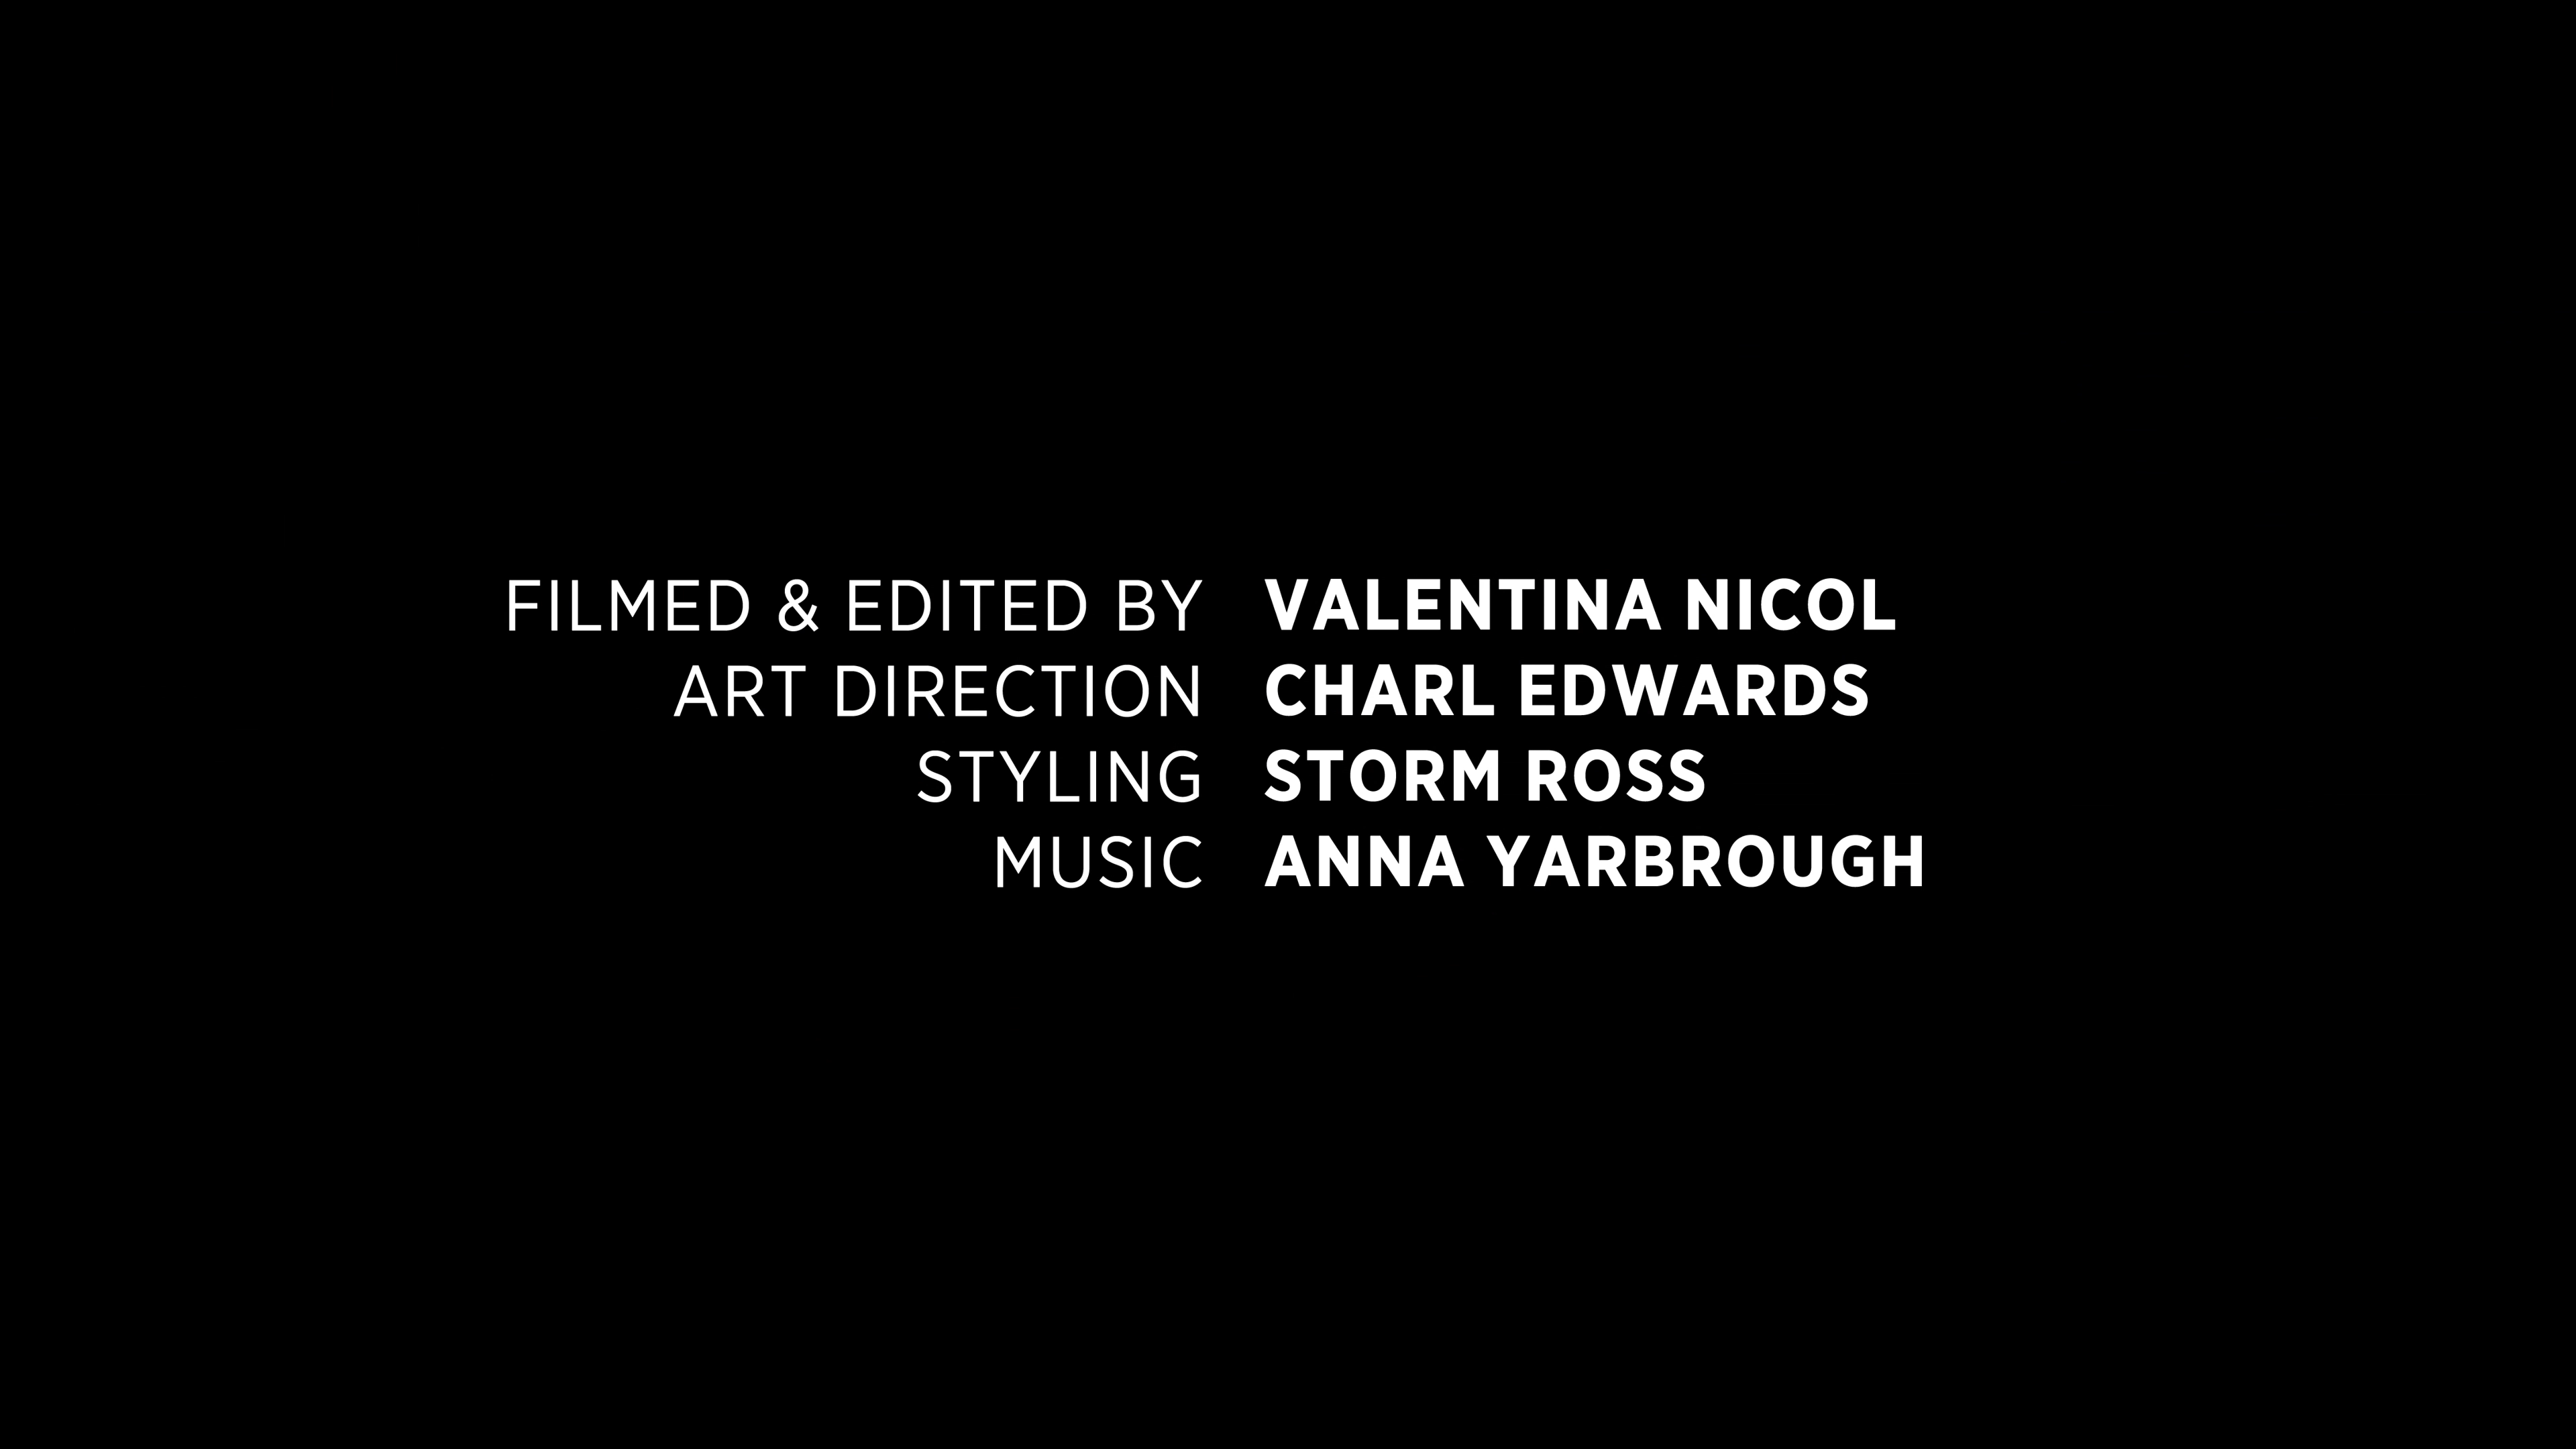 FILMED & EDITED BY VALENTINA NICOL
ART DIRECTION CHARL EDWARDS
STYLING STORM ROSS
MUSIC ANNA YARBROUGH